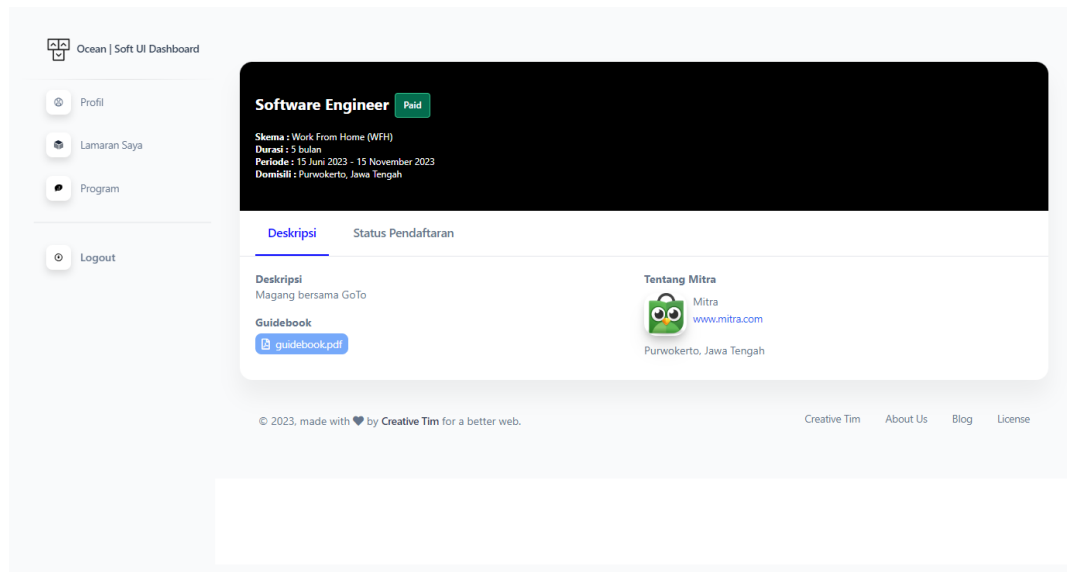 Ocean | Soft UI Dashboard
Profil
Lamaran Saya
Program
Logout
Software Engineer Paid
Skema : Work From Home (WFH)
Durasi : 5 bulan
Periode : 15 Juni 2023 - 15 November 2023
Domisili : Purwokerto, Jawa Tengah
Deskripsi Status Pendaftaran
Deskripsi
Magang bersama GoTo
Guidebook
guidebook.pdf
Tentang Mitra
Mitra
www.mitra.com
Purwokerto, Jawa Tengah
© 2023, made with ♥ by Creative Tim for a better web.
Creative Tim About Us Blog License